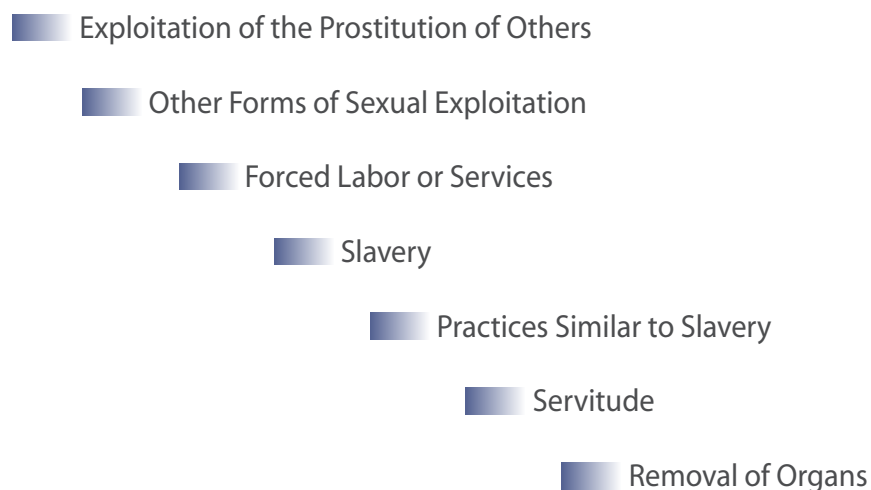 Exploitation of the Prostitution of Others
Other Forms of Sexual Exploitation
Forced Labor or Services
Slavery
Practices Similar to Slavery
Servitude
Removal of Organs